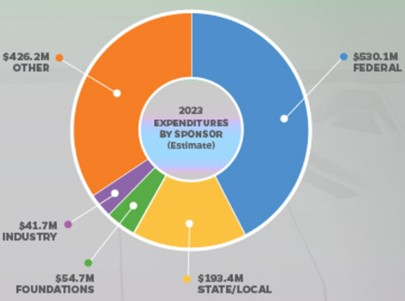 $426.2M
OTHER
$530.1M
FEDERAL
2023
EXPENDITURES
BY SPONSOR
(Estimate)
$41.7M
INDUSTRY
$54.7M
FOUNDATIONS
$193.4M
STATE/LOCAL